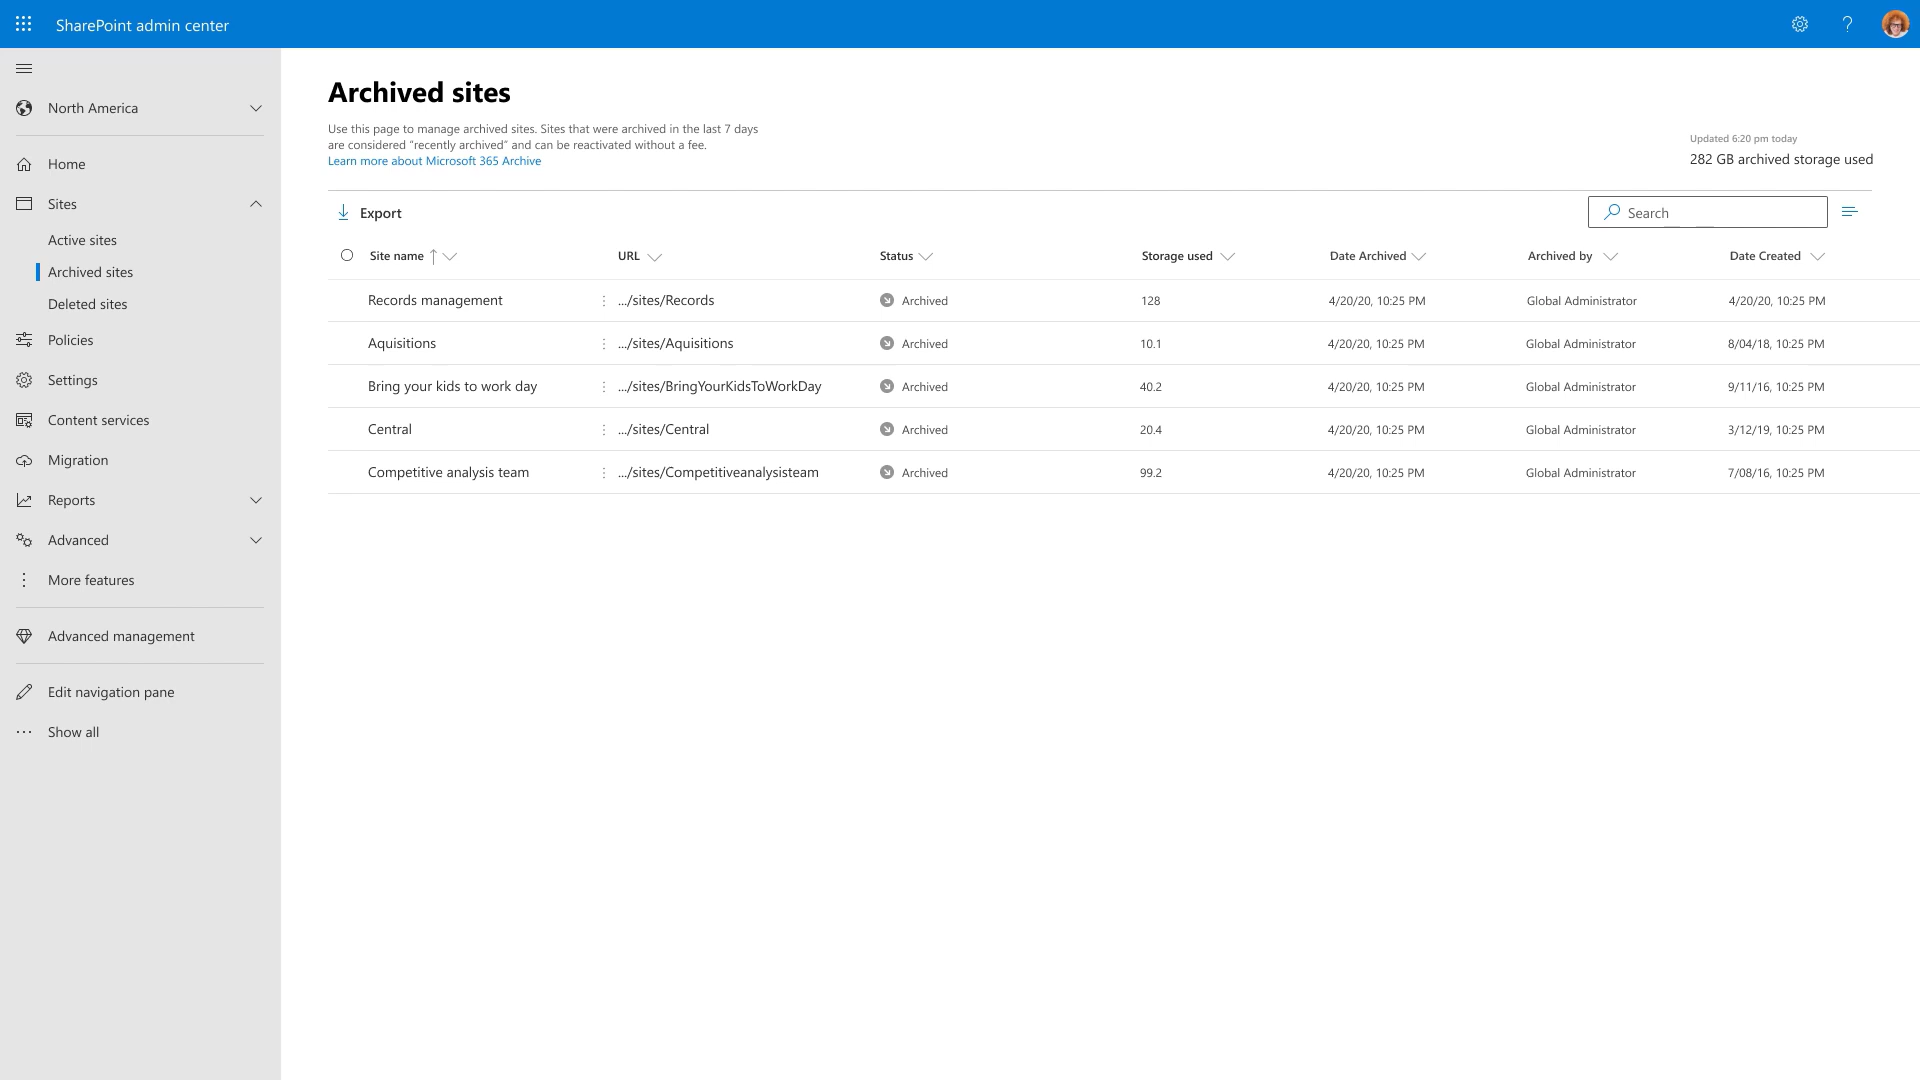 SharePoint admin center
North America
Home
Sites
Active sites
Archived sites
Deleted sites
Policies
Settings
Content services
Migration
Reports
Advanced
More features
Advanced management
Edit navigation pane
Show all
Archived sites
Use this page to manage archived sites. Sites that were archived in the last 7 days
are considered “recently archived” and can be reactivated without a fee.
Learn more about Microsoft 365 Archive
Updated 6:20 pm today
282 GB archived storage used
Export
Search
Site name URL Status Storage used Date Archived Archived by Date Created
Records management .../sites/Records Archived 128 4/20/20, 10:25 PM Global Administrator 4/20/20, 10:25 PM
Aquisitions .../sites/Aquisitions Archived 10.1 4/20/20, 10:25 PM Global Administrator 8/04/18, 10:25 PM
Bring your kids to work day .../sites/BringYourKidsToWorkDay Archived 40.2 4/20/20, 10:25 PM Global Administrator 9/11/16, 10:25 PM
Central .../sites/Central Archived 20.4 4/20/20, 10:25 PM Global Administrator 3/12/19, 10:25 PM
Competitive analysis team .../sites/Competitiveanalysisteam Archived 99.2 4/20/20, 10:25 PM Global Administrator 7/08/16, 10:25 PM